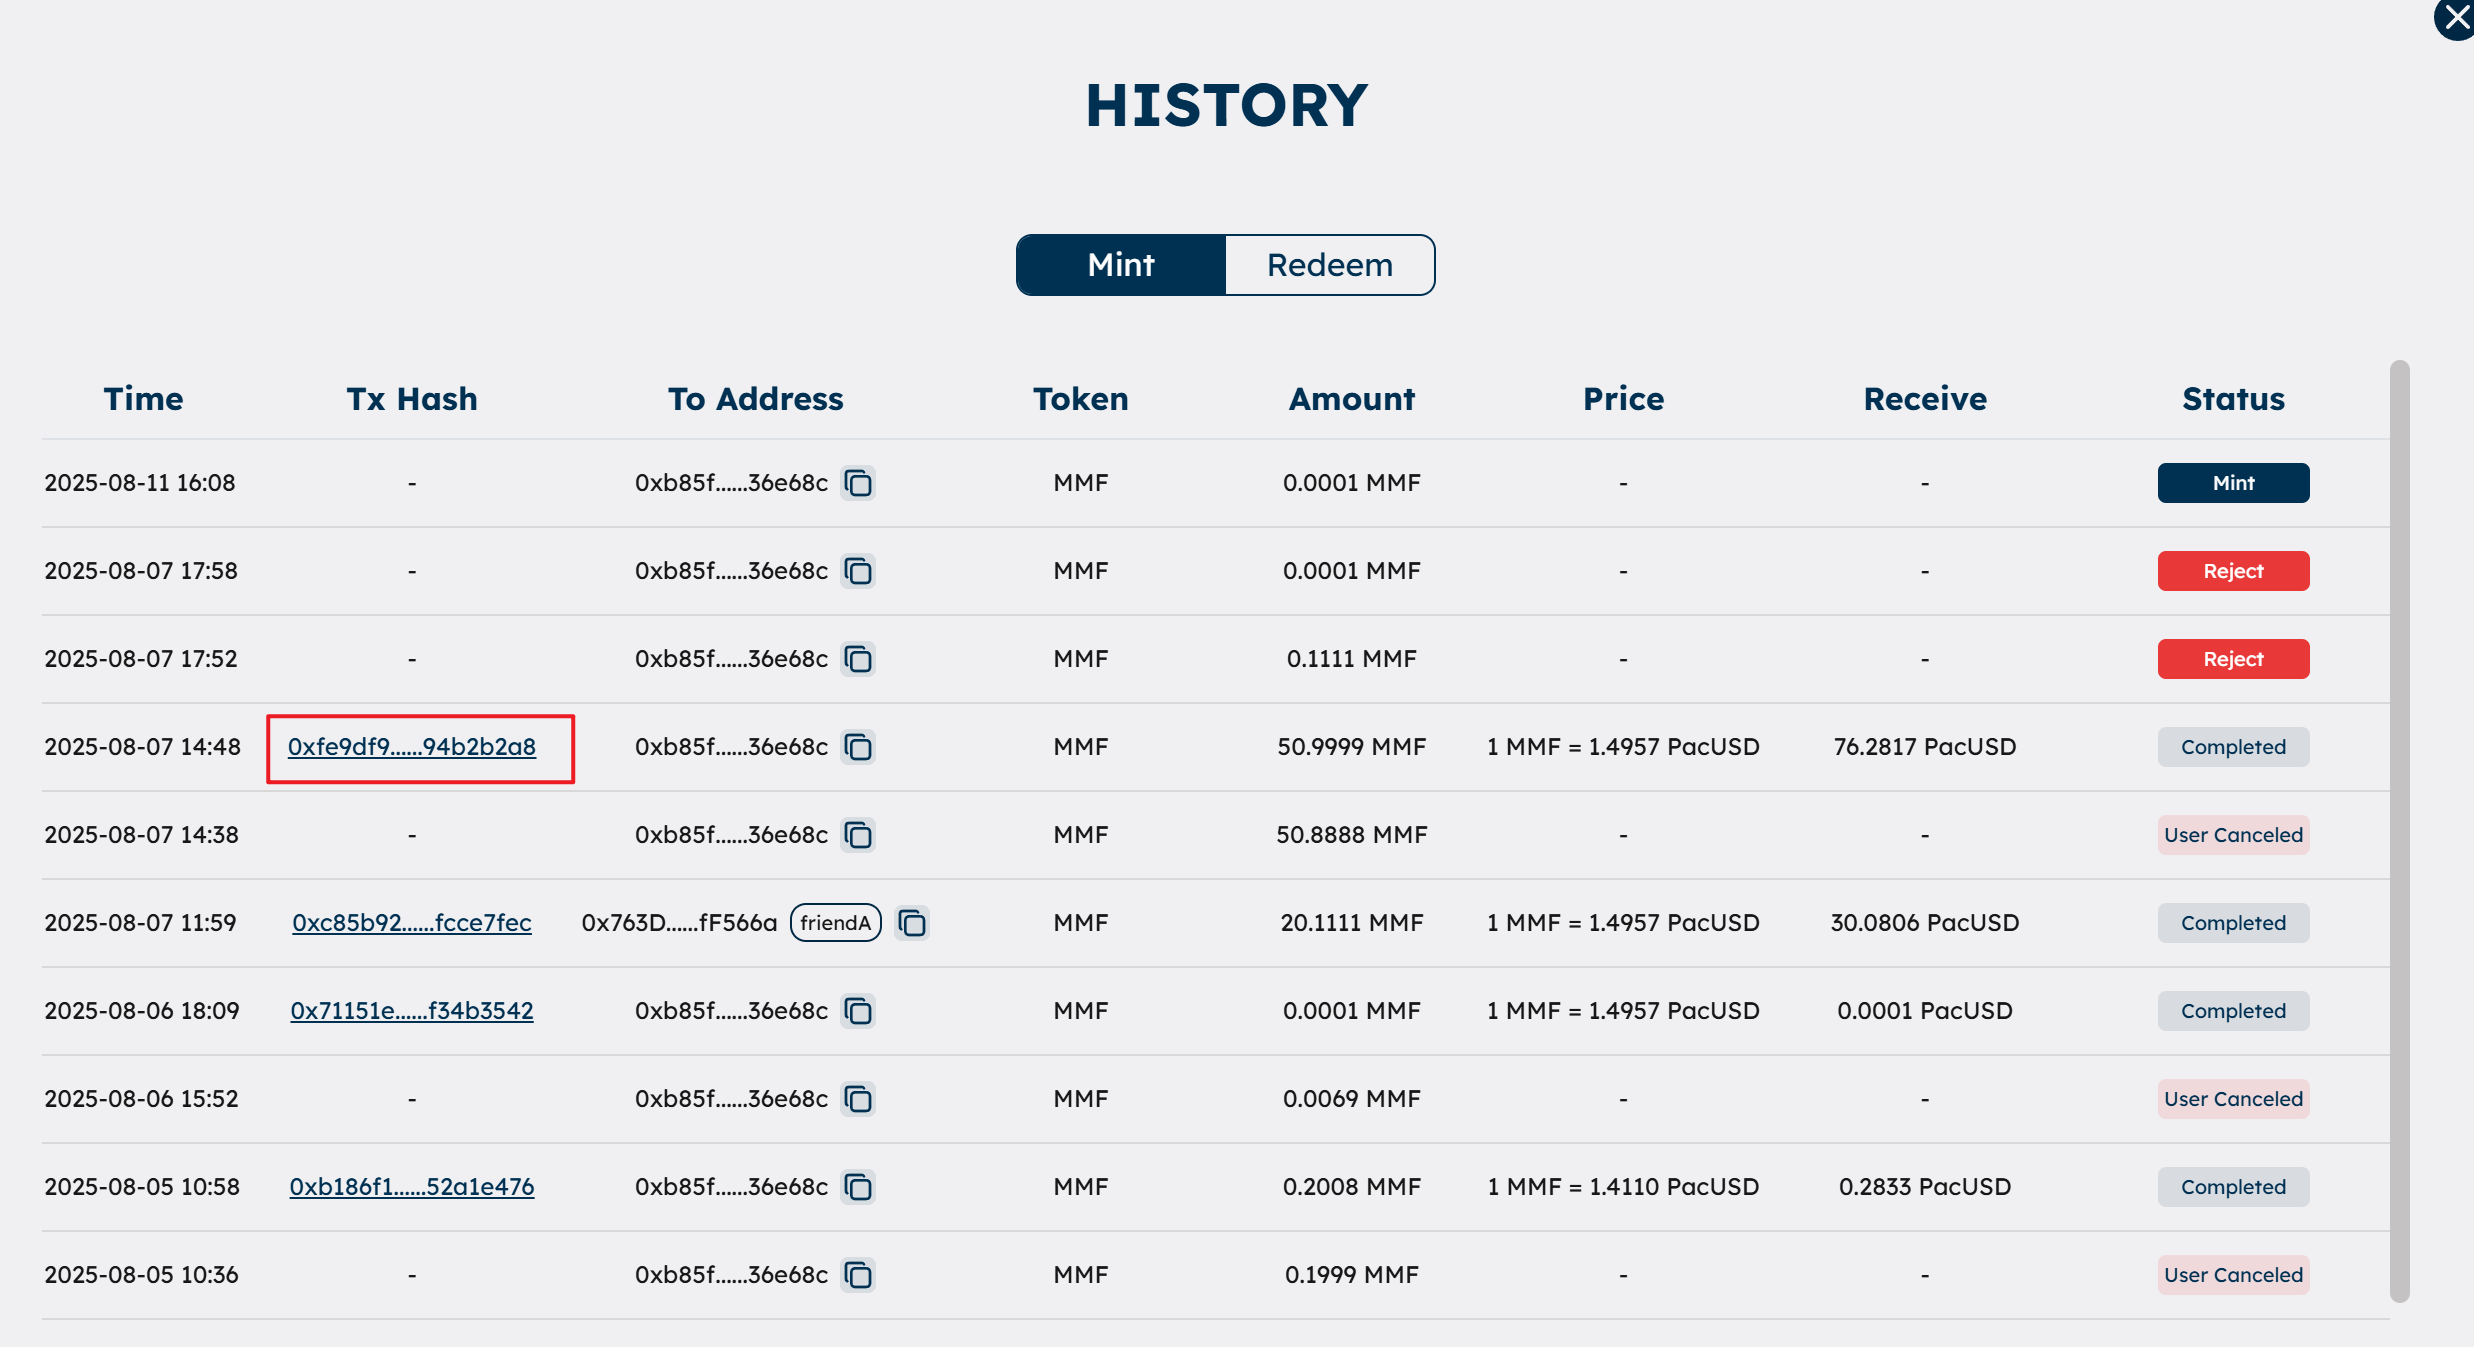 HISTORY
Mint Redeem
Time Tx Hash To Address Token Amount Price Receive Status
2025-08-11 16:08 - 0xb85f......36e68c MMF 0.0001 MMF - - Mint
2025-08-07 17:58 - 0xb85f......36e68c MMF 0.0001 MMF - - Reject
2025-08-07 17:52 - 0xb85f......36e68c MMF 0.1111 MMF - - Reject
2025-08-07 14:48 0xfe9df9......94b2b2a8 0xb85f......36e68c MMF 50.9999 MMF 1 MMF = 1.4957 PacUSD 76.2817 PacUSD Completed
2025-08-07 14:38 - 0xb85f......36e68c MMF 50.8888 MMF - - User Canceled
2025-08-07 11:59 0xc85b92......fcce7fec 0x763D......fF566a friendA MMF 20.1111 MMF 1 MMF = 1.4957 PacUSD 30.0806 PacUSD Completed
2025-08-06 18:09 0x71151e......f34b3542 0xb85f......36e68c MMF 0.0001 MMF 1 MMF = 1.4957 PacUSD 0.0001 PacUSD Completed
2025-08-06 15:52 - 0xb85f......36e68c MMF 0.0069 MMF - - User Canceled
2025-08-05 10:58 0xb186f1......52a1e476 0xb85f......36e68c MMF 0.2008 MMF 1 MMF = 1.4110 PacUSD 0.2833 PacUSD Completed
2025-08-05 10:36 - 0xb85f......36e68c MMF 0.1999 MMF - - User Canceled